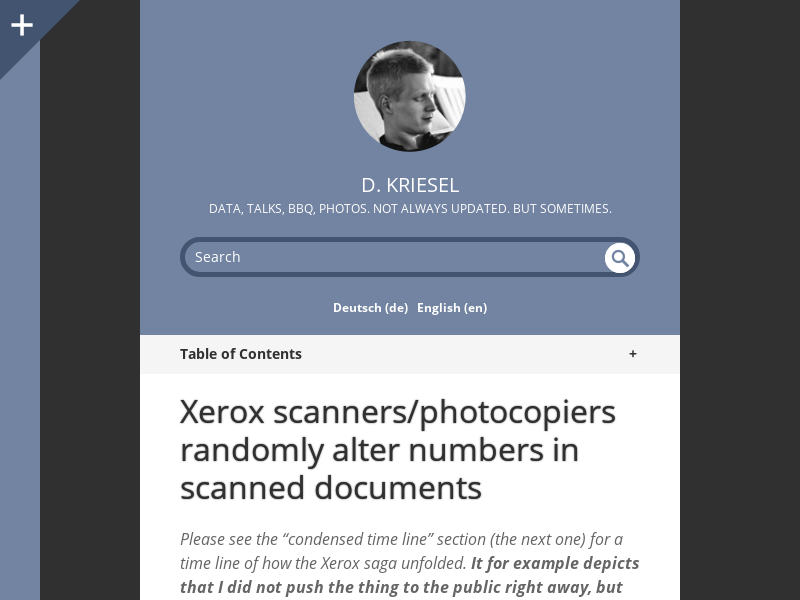 D. KRIESEL
DATA, TALKS, BBQ, PHOTOS. NOT ALWAYS UPDATED. BUT SOMETIMES.
Search
Deutsch (de) English (en)
Table of Contents +
Xerox scanners/photocopiers
randomly alter numbers in
scanned documents
Please see the “condensed time line” section (the next one) for a
time line of how the Xerox saga unfolded. It for example depicts
that I did not push the thing to the public right away, but